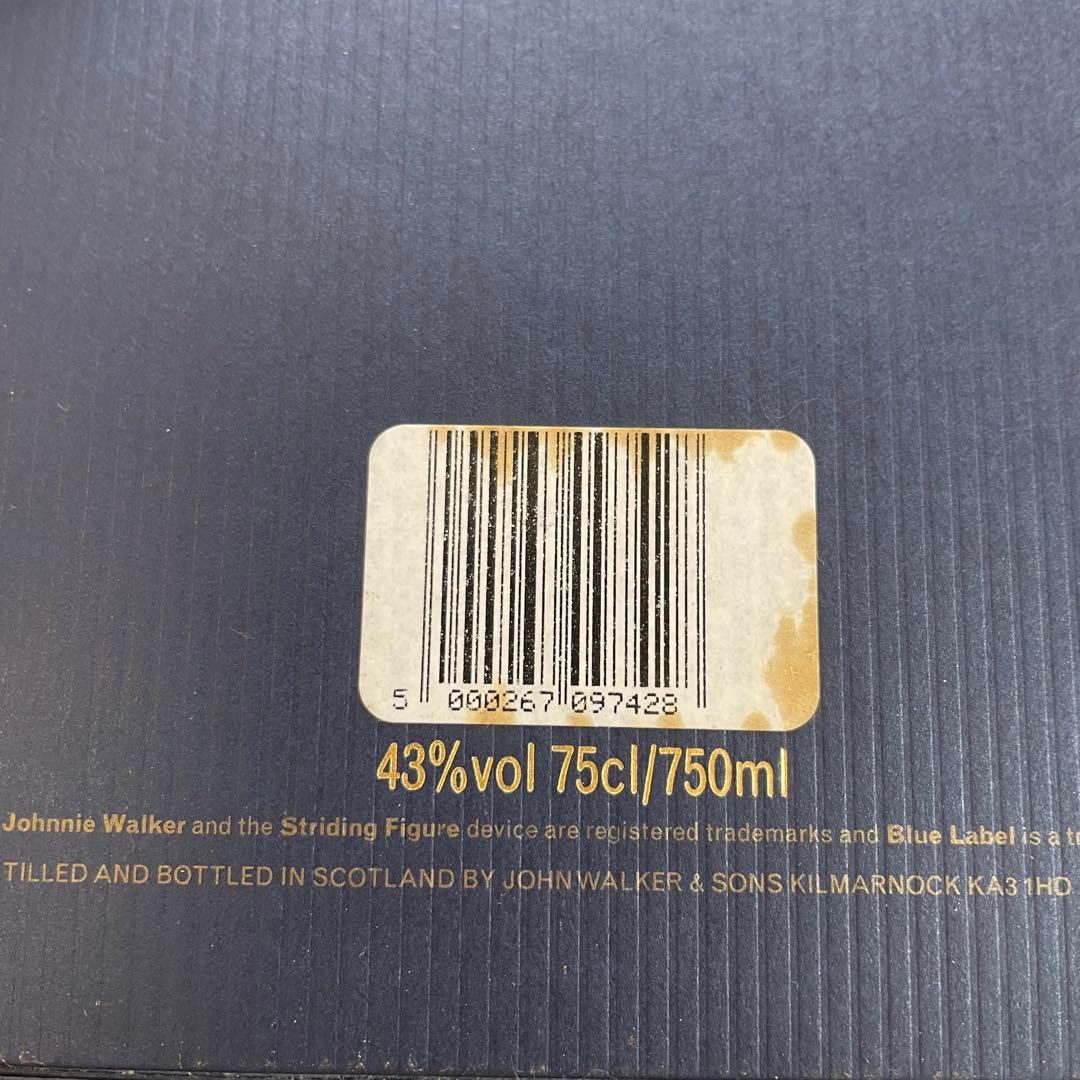 5 000267 097428
43%vol 75cl/750ml
Johnnie Walker and the Striding Figure device are registered trademarks and Blue Label is a
TILLED AND BOTTLED IN SCOTLAND BY JOHN WALKER & SONS KILMARNOCK KA3 1HD